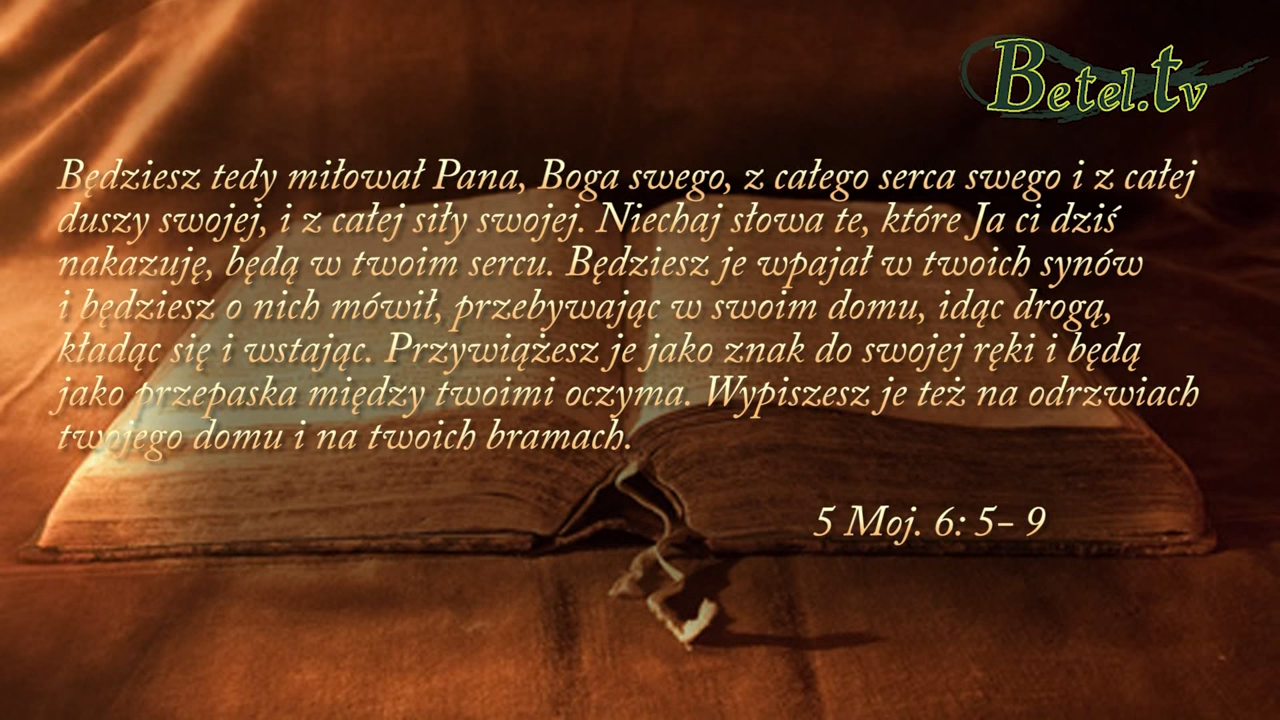 Betel.tv
Będziesz tedy miłował Pana, Boga swego, z całego serca swego i z całej
duszy swojej, i z całej siły swojej. Niechaj słowa te, które Ja ci dziś
nakazuję, będą w twoim sercu. Będziesz je wpajał w twoich synów
i będziesz o nich mówił, przebywając w swoim domu, idąc drogą,
kładąc się i wstając. Przywiążesz je jako znak do swojej ręki i będą
jako przepaska między twoimi oczyma. Wypiszesz je też na odrzwiach
twojego domu i na twoich bramach.
5 Moj. 6: 5- 9